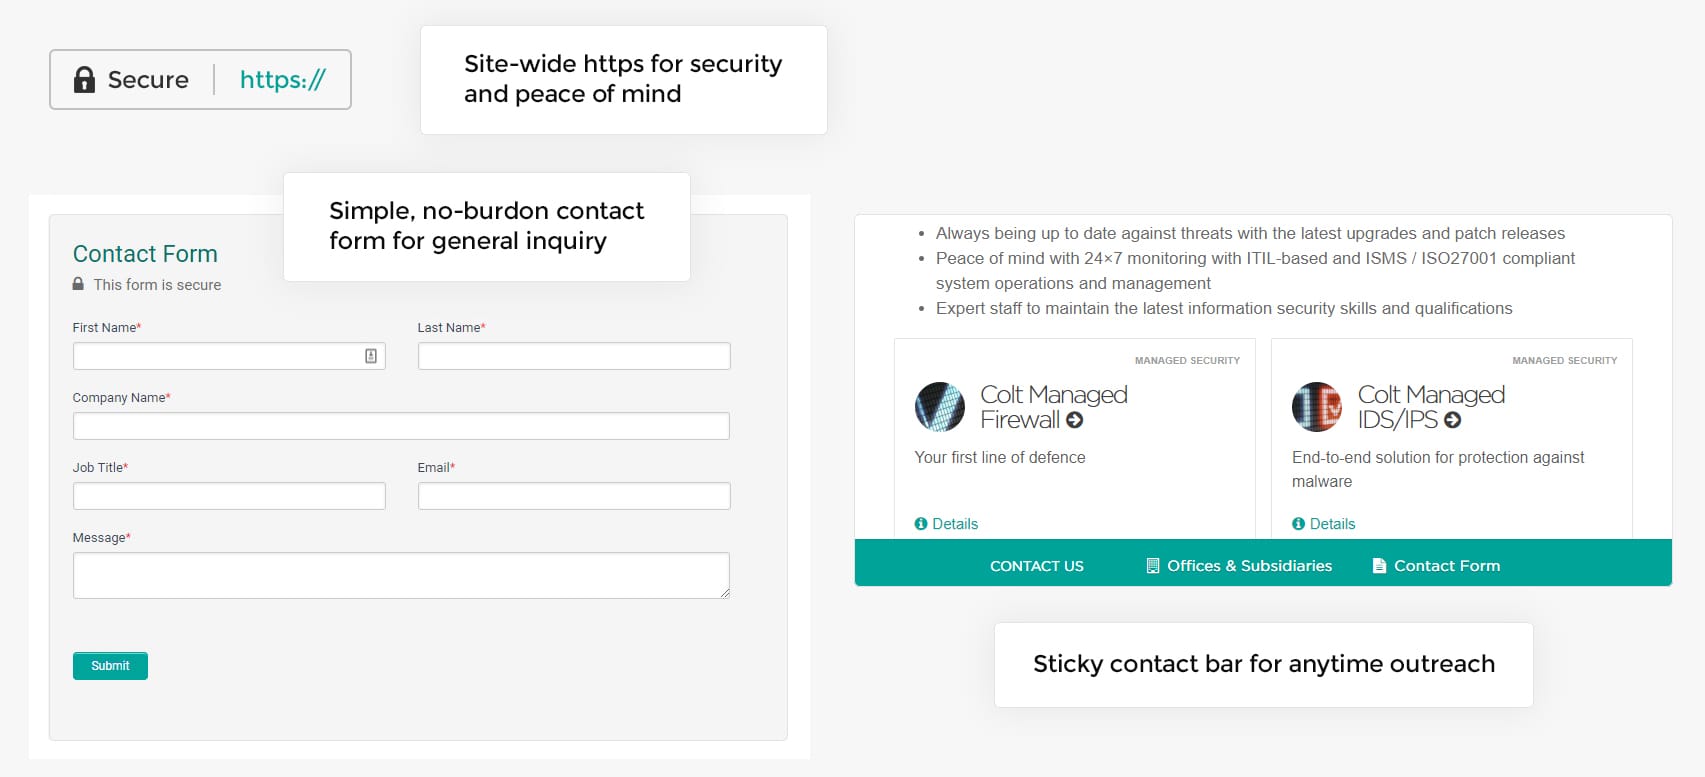 Secure | https://
Site-wide https for security
and peace of mind
Simple, no-burdon contact
form for general inquiry
Contact Form
This form is secure
First Name*
Last Name*
Company Name*
Job Title*
Email*
Message*
Submit
• Always being up to date against threats with the latest upgrades and patch releases
• Peace of mind with 24×7 monitoring with ITIL-based and ISMS / ISO27001 compliant
system operations and management
• Expert staff to maintain the latest information security skills and qualifications
MANAGED SECURITY
Colt Managed
Firewall
Your first line of defence
Details
MANAGED SECURITY
Colt Managed
IDS/IPS
End-to-end solution for protection against
malware
Details
CONTACT US
Offices & Subsidiaries
Contact Form
Sticky contact bar for anytime outreach